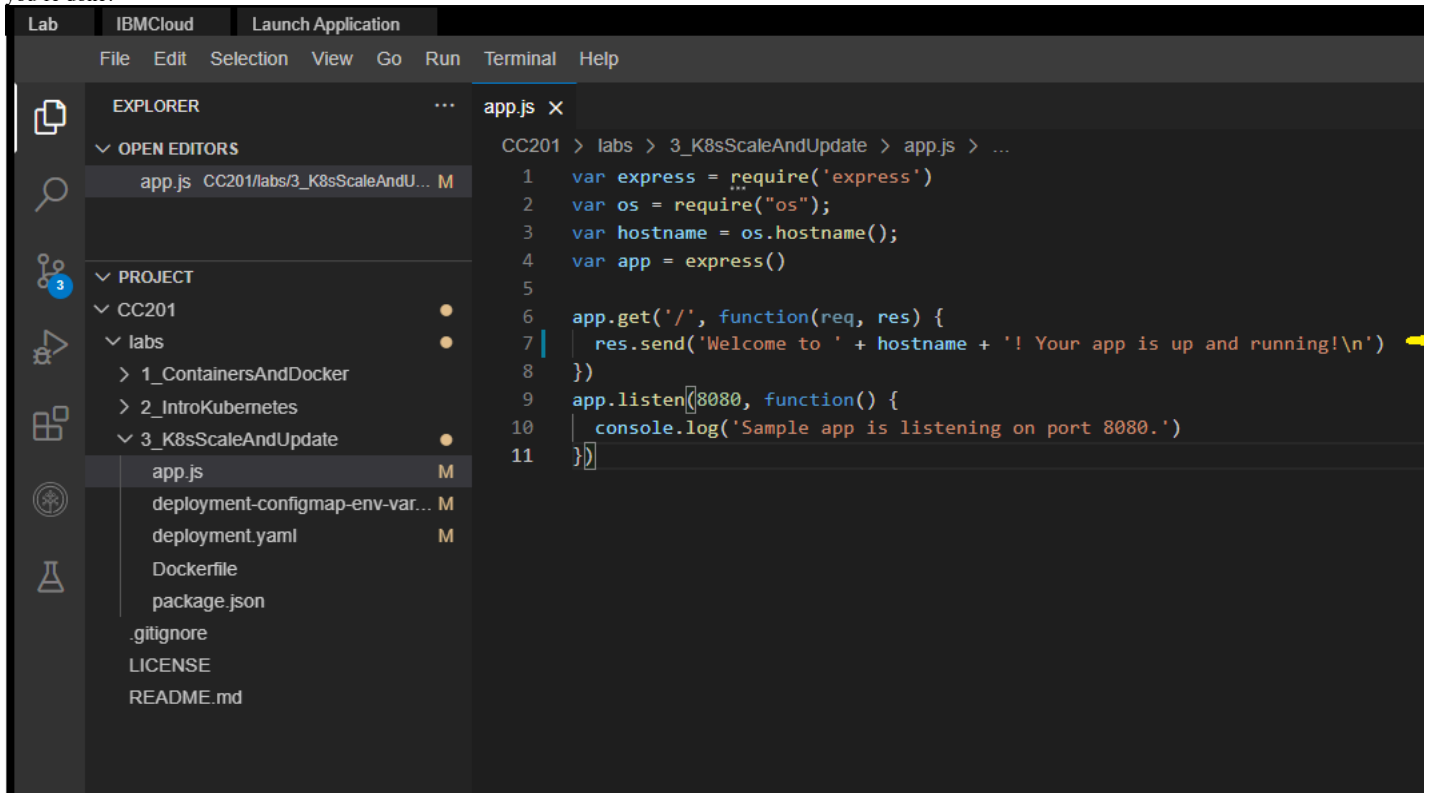 you're done.
Lab IBMCloud Launch Application
File Edit Selection View Go Run Terminal Help
EXPLORER ...
OPEN EDITORS
app.js CC201/labs/3_K8sScaleAndU... M
3
PROJECT
CC201
labs
1_ContainersAndDocker
2_IntroKubernetes
3_K8sScaleAndUpdate
app.js M
deployment-configmap-env-var... M
deployment.yaml M
Dockerfile
package.json
.gitignore
LICENSE
README.md
app.js ×
CC201 > labs > 3_K8sScaleAndUpdate > app.js > ...
1 var express = require('express')
2 var os = require("os");
3 var hostname = os.hostname();
4 var app = express()
5
6 app.get('/', function(req, res) {
7 res.send('Welcome to ' + hostname + '! Your app is up and running!\n')
8 })
9 app.listen(8080, function() {
10 console.log('Sample app is listening on port 8080.')
11 })